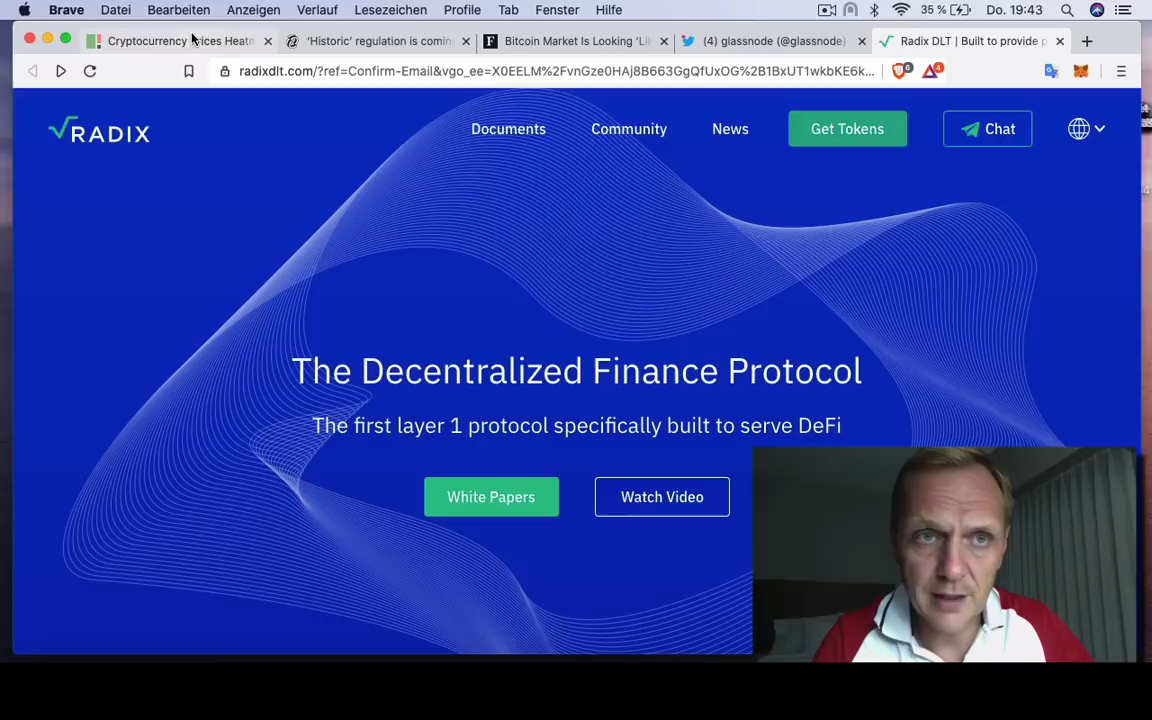 Brave Datei Bearbeiten Anzeigen Verlauf Lesezeichen Profile Tab Fenster Hilfe 35 % Do. 19:43
Cryptocurrency Prices Heatm 'Historic' regulation is comin Bitcoin Market Is Looking 'Li (4) glassnode (@glassnode) Radix DLT | Built to provide p
radixdlt.com/?ref=Confirm-Email&vgo_ee=X0EELM%2FvnGze0HAj8B663GgQfUxOG%2B1BxUT1wkbKE6k... 6 4
RADIX Documents Community News Get Tokens Chat
The Decentralized Finance Protocol
The first layer 1 protocol specifically built to serve DeFi
White Papers Watch Video